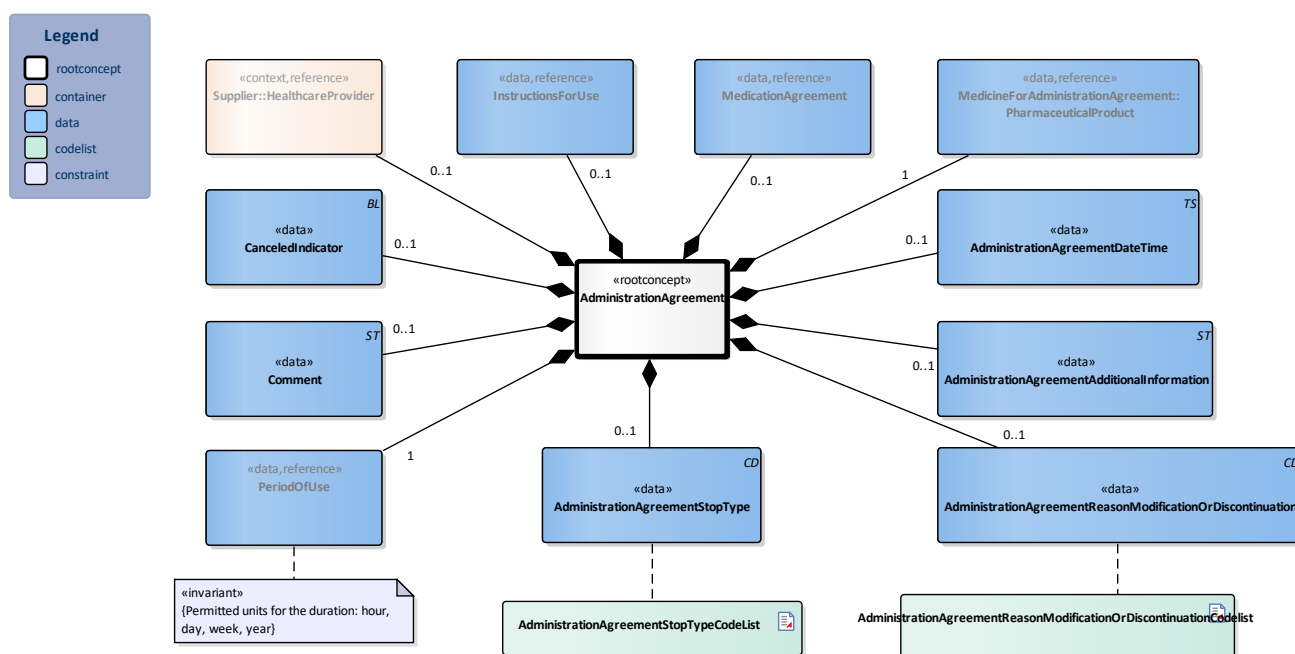 Legend
rootconcept
container
data
codelist
constraint
«context,reference»
Supplier::HealthcareProvider
«data,reference»
InstructionsForUse
«data,reference»
MedicationAgreement
«data,reference»
MedicineForAdministrationAgreement::
PharmaceuticalProduct
0..1
0..1
0..1
1
BL
«data»
CanceledIndicator
0..1
TS
«data»
AdministrationAgreementDateTime
0..1
«rootconcept»
AdministrationAgreement
ST
«data»
Comment
0..1
ST
«data»
AdministrationAgreementAdditionalInformation
0..1
«data,reference»
PeriodOfUse
1
CD
«data»
AdministrationAgreementStopType
0..1
CD
«data»
AdministrationAgreementReasonModificationOrDiscontinuation
0..1
«invariant»
{Permitted units for the duration: hour,
day, week, year}
AdministrationAgreementStopTypeCodeList
AdministrationAgreementReasonModificationOrDiscontinuationCodelist